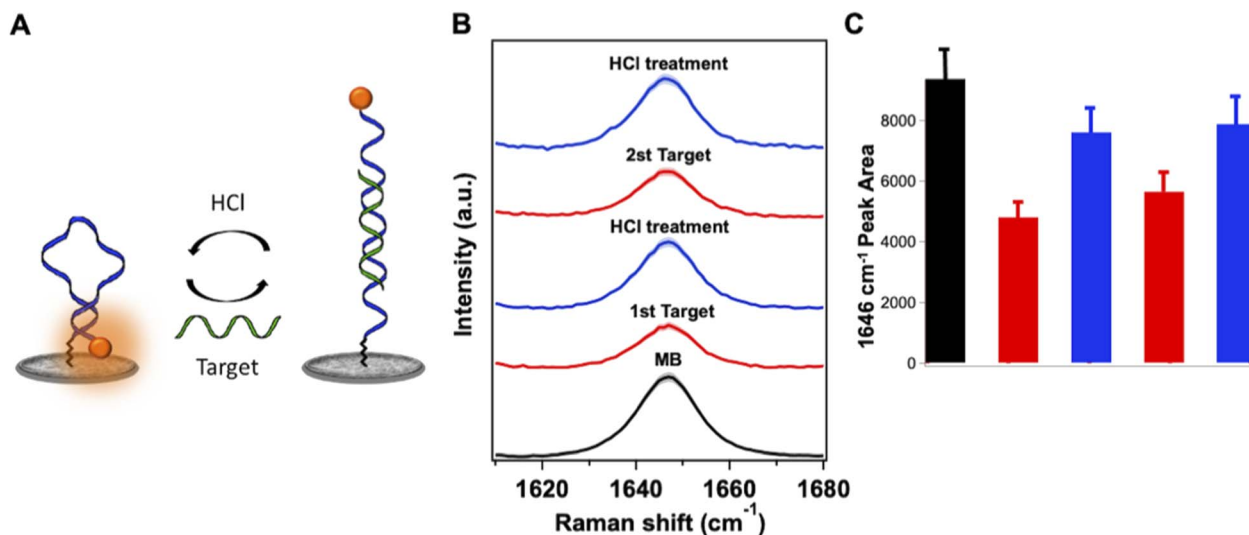 A
HCl
Target
B
HCl treatment
2st Target
HCl treatment
1st Target
MB
Intensity (a.u.)
1620 1640 1660 1680
Raman shift (cm⁻¹)
C
8000
6000
4000
2000
0
1646 cm⁻¹ Peak Area